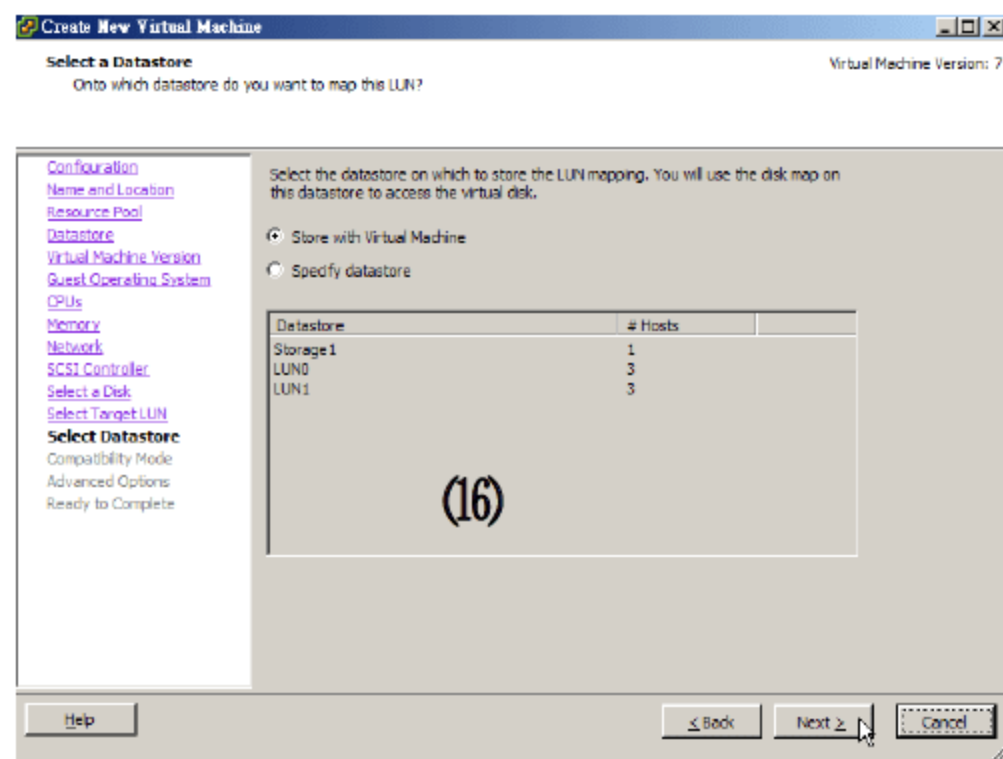 Create New Virtual Machine
Select a Datastore
Onto which datastore do you want to map this LUN?
Virtual Machine Version: 7
Configuration
Name and Location
Resource Pool
Datastore
Virtual Machine Version
Guest Operating System
CPUs
Memory
Network
SCSI Controller
Select a Disk
Select Target LUN
Select Datastore
Compatibility Mode
Advanced Options
Ready to Complete
Select the datastore on which to store the LUN mapping. You will use the disk map on
this datastore to access the virtual disk.
Store with Virtual Machine
Specify datastore
Datastore # Hosts
Storage1 1
LUN0 3
LUN1 3
(16)
Help
< Back
Next >
Cancel